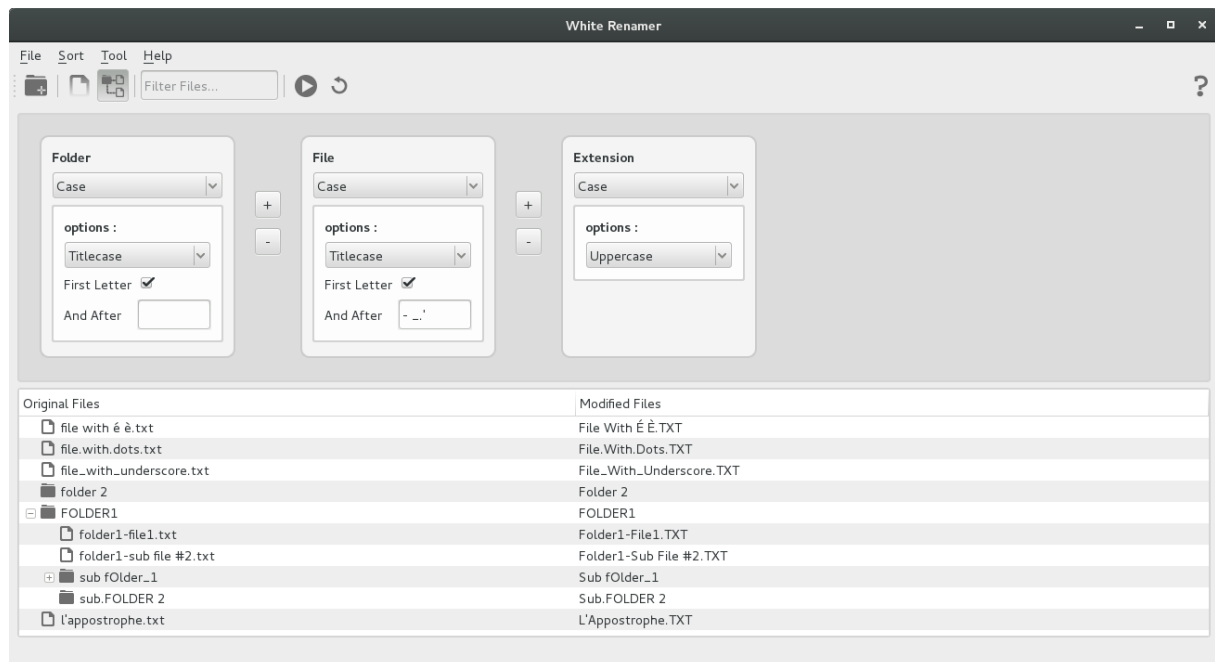 White Renamer
File Sort Tool Help
Filter Files...
?
Folder
Case
options :
Titlecase
First Letter
And After
+
-
File
Case
options :
Titlecase
First Letter
And After - _.'
+
-
Extension
Case
options :
Uppercase
Original Files Modified Files
file with é è.txt File With É È.TXT
file.with.dots.txt File.With.Dots.TXT
file_with_underscore.txt File_With_Underscore.TXT
folder 2 Folder 2
FOLDER1 FOLDER1
folder1-file1.txt Folder1-File1.TXT
folder1-sub file #2.txt Folder1-Sub File #2.TXT
sub fOlder_1 Sub fOlder_1
sub.FOLDER 2 Sub.FOLDER 2
l'appostrophe.txt L'Appostrophe.TXT